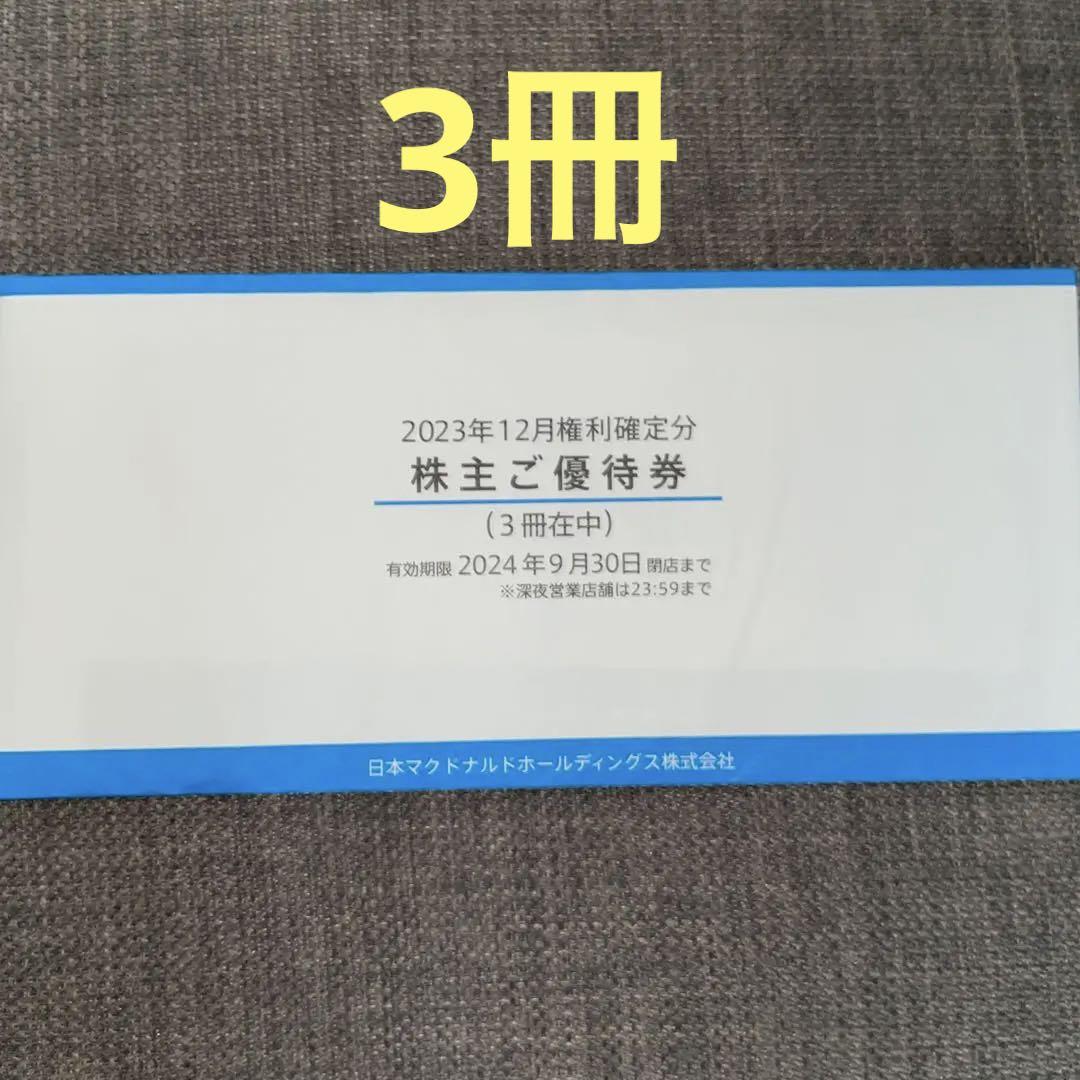 3冊
2023年12月権利確定分
株主ご優待券
（3冊在中）
有効期限 2024年9月30日 閉店まで
※深夜営業店舗は23:59まで
日本マクドナルドホールディングス株式会社